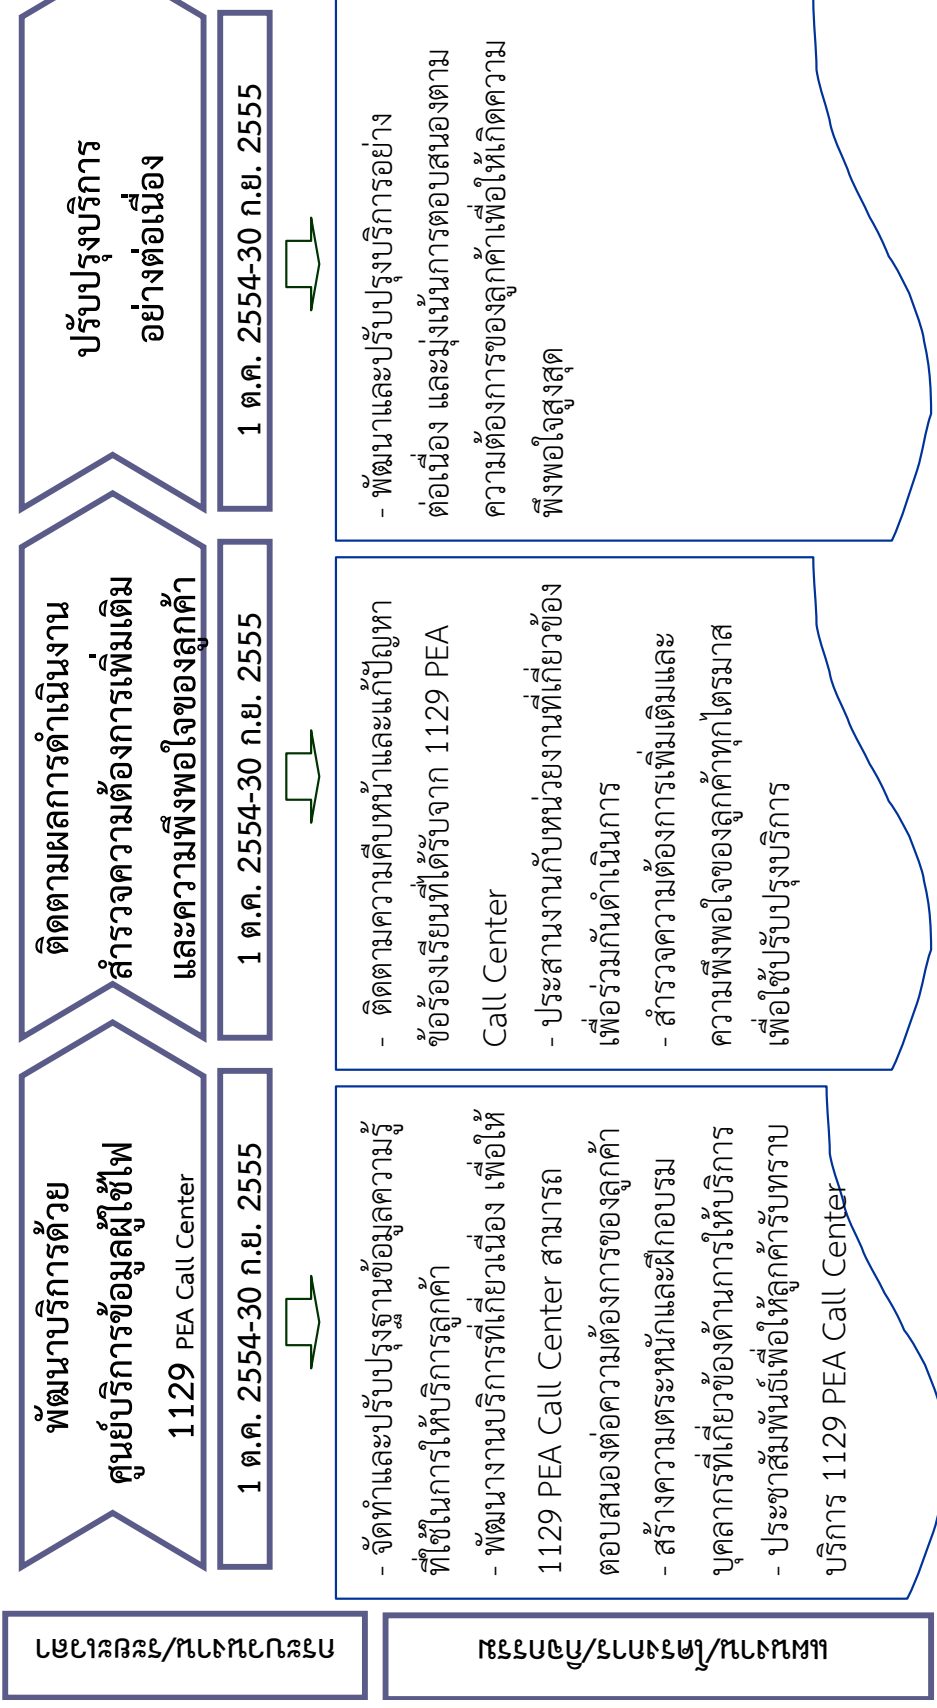 กระบวนงาน/ระยะเวลา
พัฒนาบริการด้วย
ศูนย์บริการข้อมูลผู้ใช้ไฟ
1129 PEA Call Center
1 ต.ค. 2554-30 ก.ย. 2555
ติดตามผลการดำเนินงาน
สำรวจความต้องการเพิ่มเติม
และความพึงพอใจของลูกค้า
1 ต.ค. 2554-30 ก.ย. 2555
ปรับปรุงบริการ
อย่างต่อเนื่อง
1 ต.ค. 2554-30 ก.ย. 2555
แผนงาน/โครงการ/กิจกรรม
- จัดทำและปรับปรุงฐานข้อมูลความรู้
ที่ใช้ในการให้บริการลูกค้า
- พัฒนางานบริการที่เกี่ยวเนื่อง เพื่อให้
1129 PEA Call Center สามารถ
ตอบสนองต่อความต้องการของลูกค้า
- สร้างความตระหนักและฝึกอบรม
บุคลากรที่เกี่ยวข้องด้านการให้บริการ
- ประชาสัมพันธ์เพื่อให้ลูกค้ารับทราบ
บริการ 1129 PEA Call Center
- ติดตามความคืบหน้าและแก้ปัญหา
ข้อร้องเรียนที่ได้รับจาก 1129 PEA
Call Center
- ประสานงานกับหน่วยงานที่เกี่ยวข้อง
เพื่อร่วมกันดำเนินการ
- สำรวจความต้องการเพิ่มเติมและ
ความพึงพอใจของลูกค้าทุกไตรมาส
เพื่อใช้ปรับปรุงบริการ
- พัฒนาและปรับปรุงบริการอย่าง
ต่อเนื่อง และมุ่งเน้นการตอบสนองตาม
ความต้องการของลูกค้าเพื่อให้เกิดความ
พึงพอใจสูงสุด